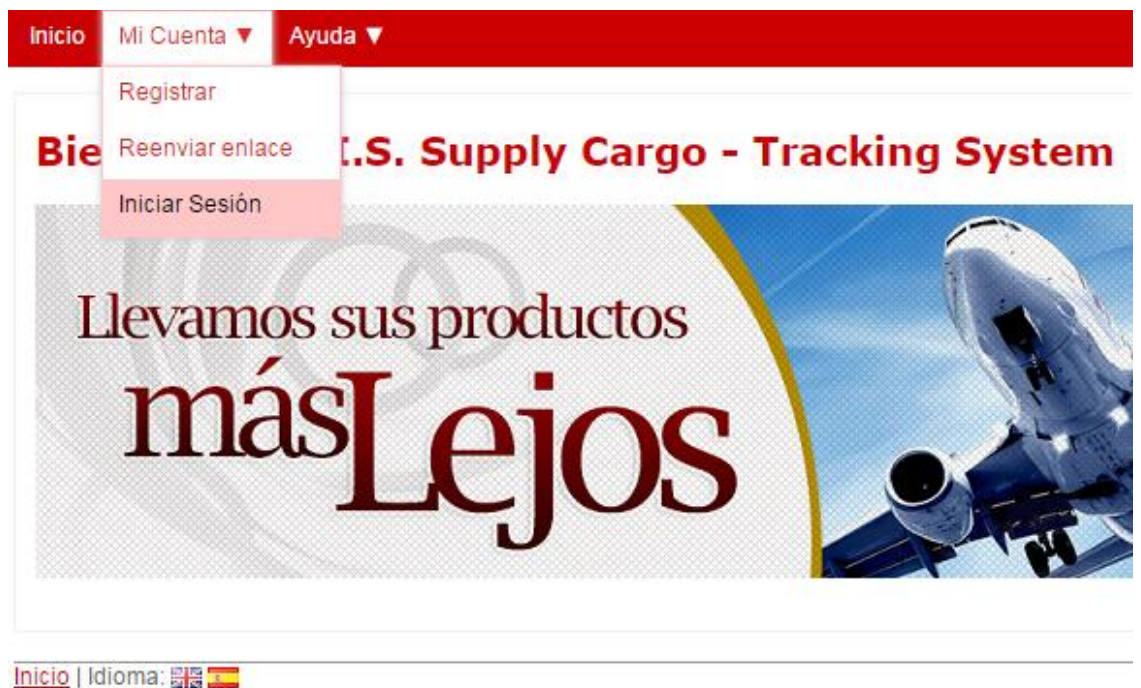 Inicio Mi Cuenta ▼ Ayuda ▼
Registrar
Reenviar enlace
Iniciar Sesión
Bie .S. Supply Cargo - Tracking System
Llevamos sus productos
más Lejos
Inicio | Idioma: